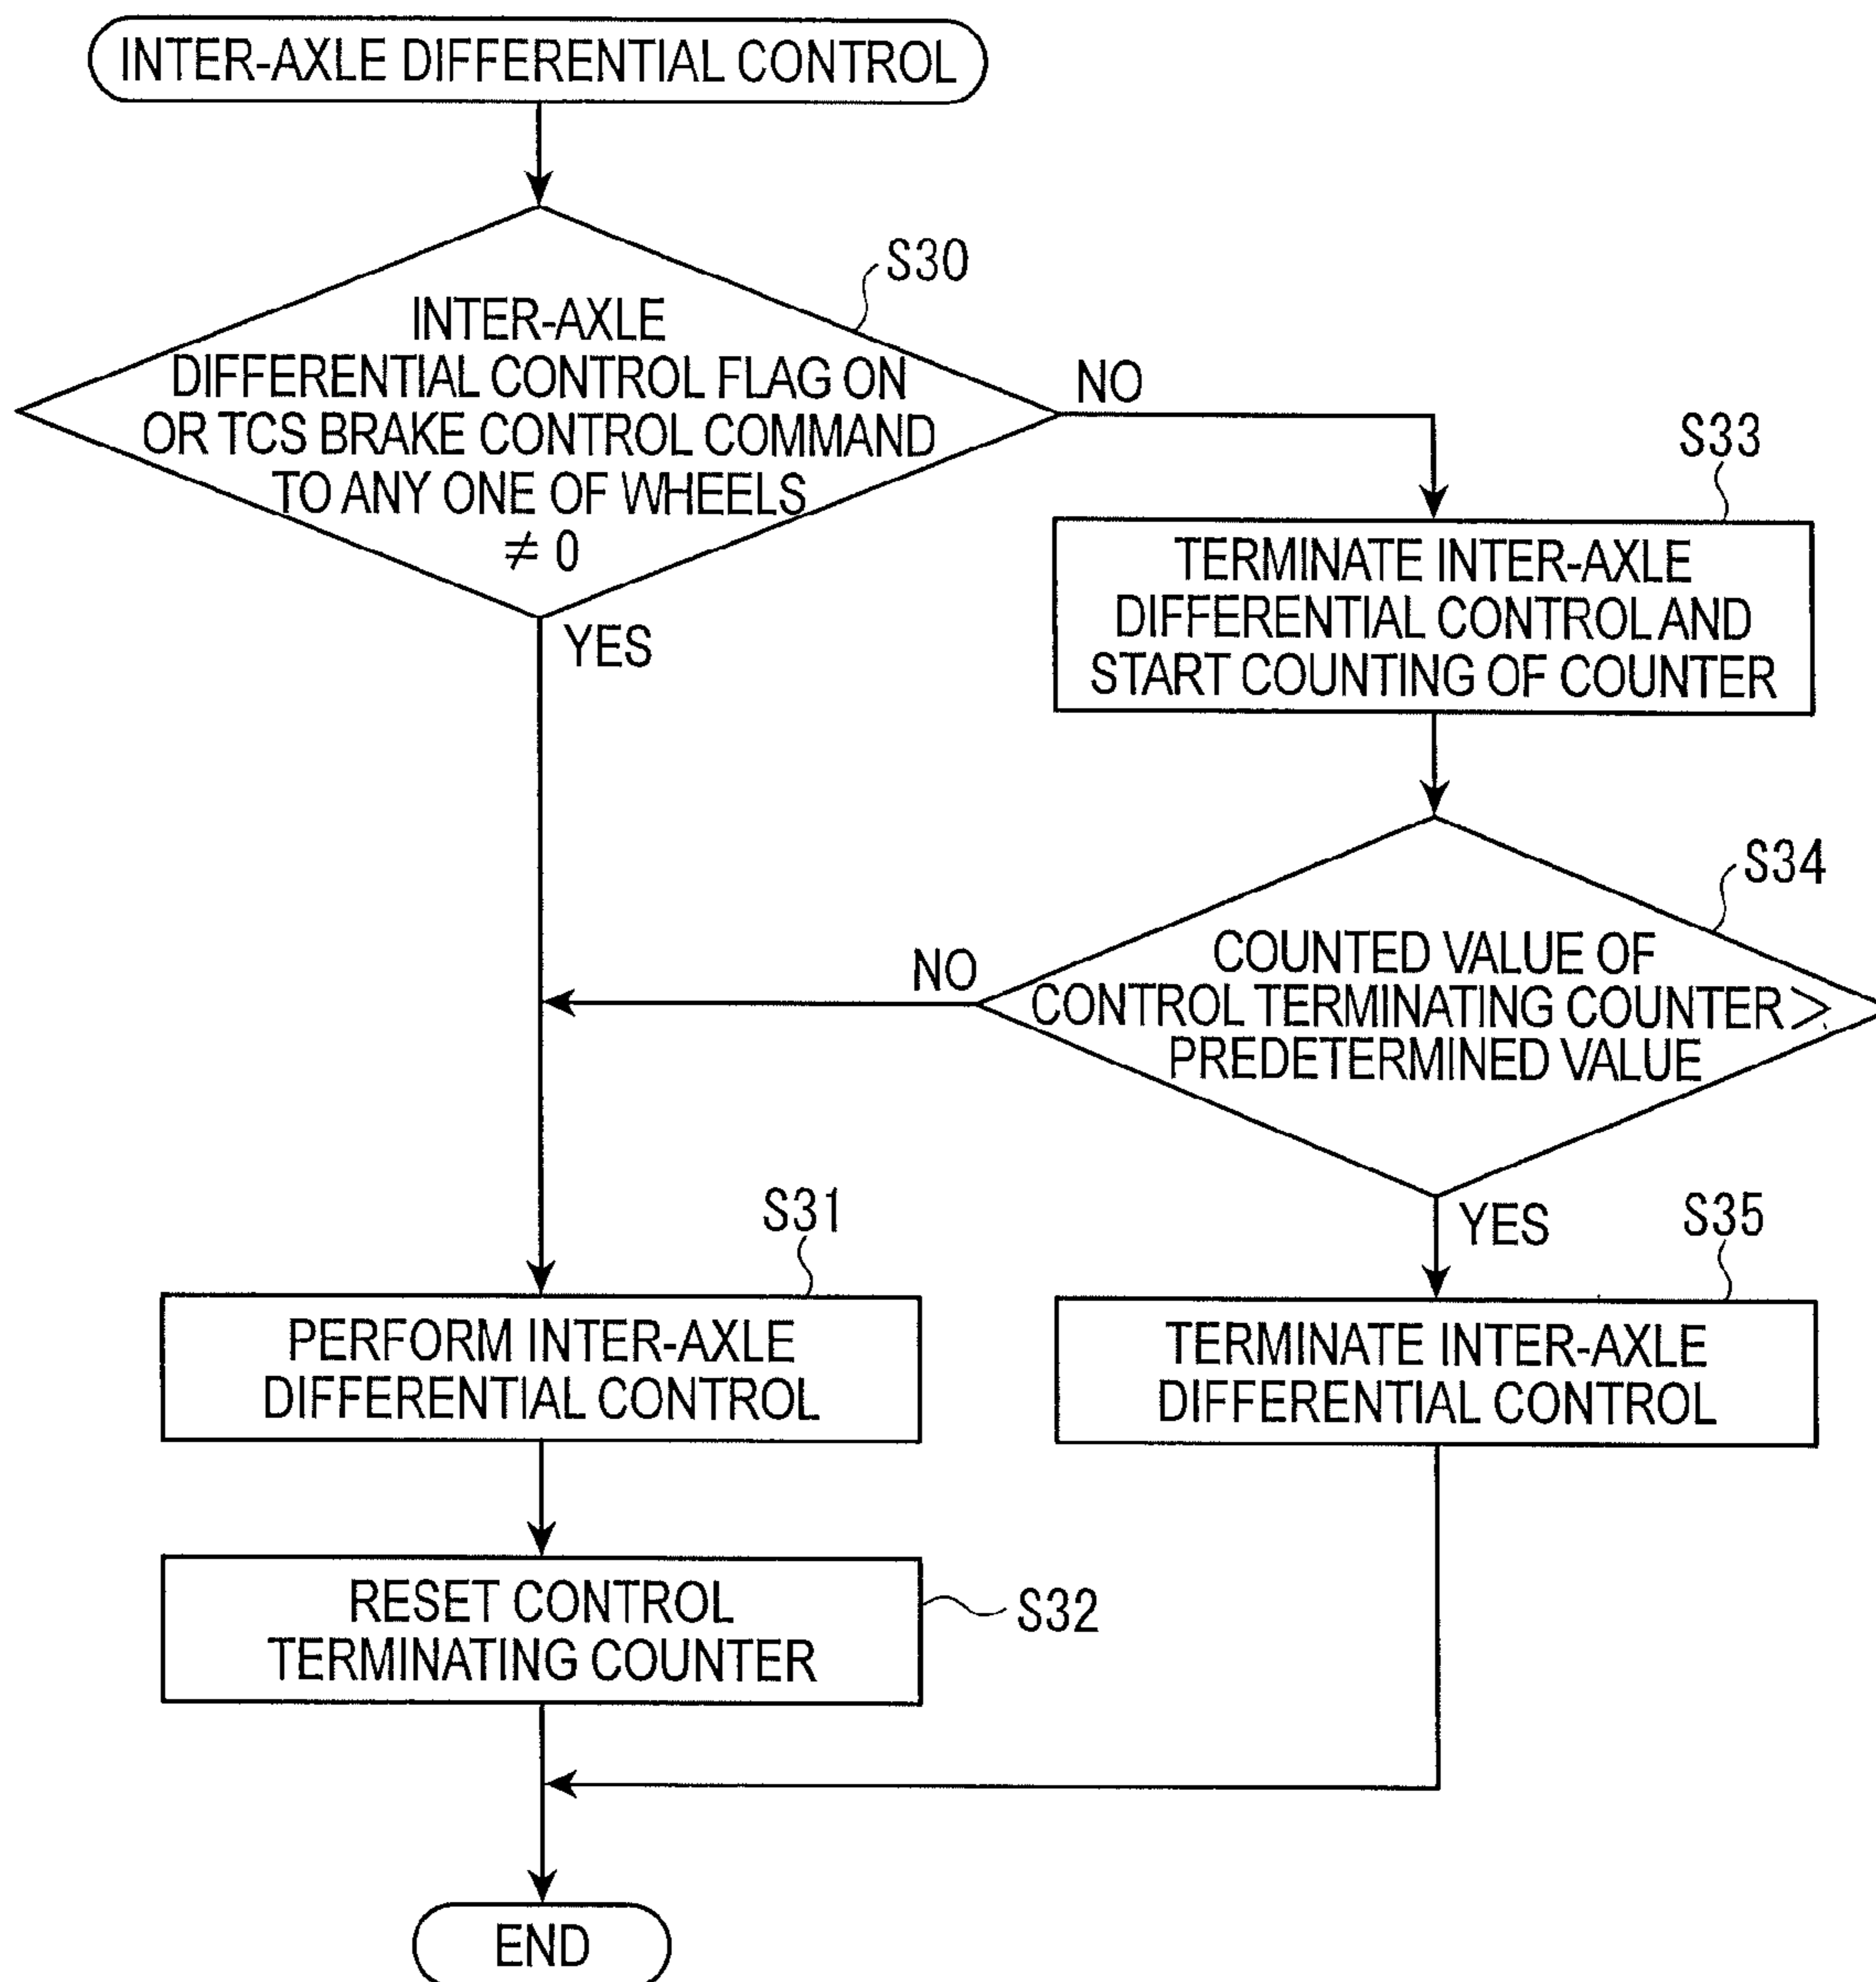 INTER-AXLE DIFFERENTIAL CONTROL
S30
INTER-AXLE
DIFFERENTIAL CONTROL FLAG ON
OR TCS BRAKE CONTROL COMMAND
TO ANY ONE OF WHEELS
≠ 0
NO
YES
S33
TERMINATE INTER-AXLE
DIFFERENTIAL CONTROL AND
START COUNTING OF COUNTER
S34
COUNTED VALUE OF
CONTROL TERMINATING COUNTER >
PREDETERMINED VALUE
NO
YES
S31
PERFORM INTER-AXLE
DIFFERENTIAL CONTROL
S35
TERMINATE INTER-AXLE
DIFFERENTIAL CONTROL
RESET CONTROL
TERMINATING COUNTER
S32
END